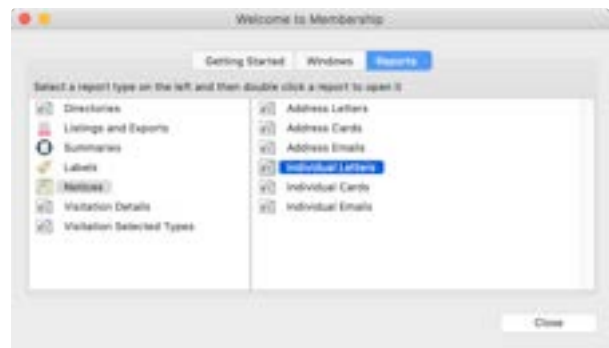 Welcome to Membership
Getting Started Windows Reports
Select a report type on the left and then double click a report to open it
Directories
Listings and Exports
Summaries
Labels
Notices
Visitation Details
Visitation Selected Types
Address Letters
Address Cards
Address Emails
Individual Letters
Individual Cards
Individual Emails
Close